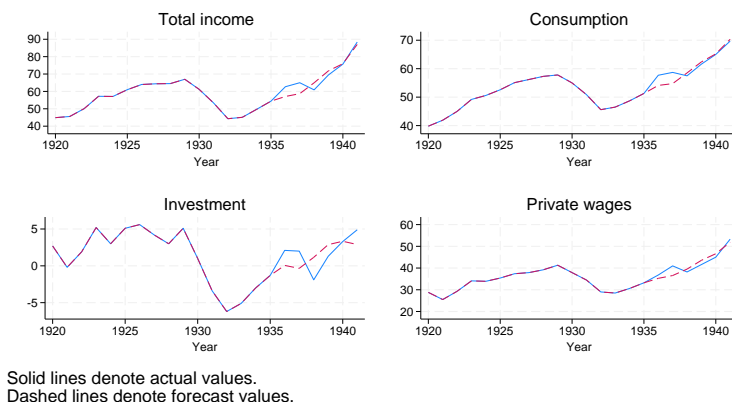 Total income
90
80
70
60
50
40
1920 1925 1930 1935 1940
Year
Consumption
70
60
50
40
1920 1925 1930 1935 1940
Year
Investment
5
0
-5
1920 1925 1930 1935 1940
Year
Private wages
60
50
40
30
20
1920 1925 1930 1935 1940
Year
Solid lines denote actual values.
Dashed lines denote forecast values.